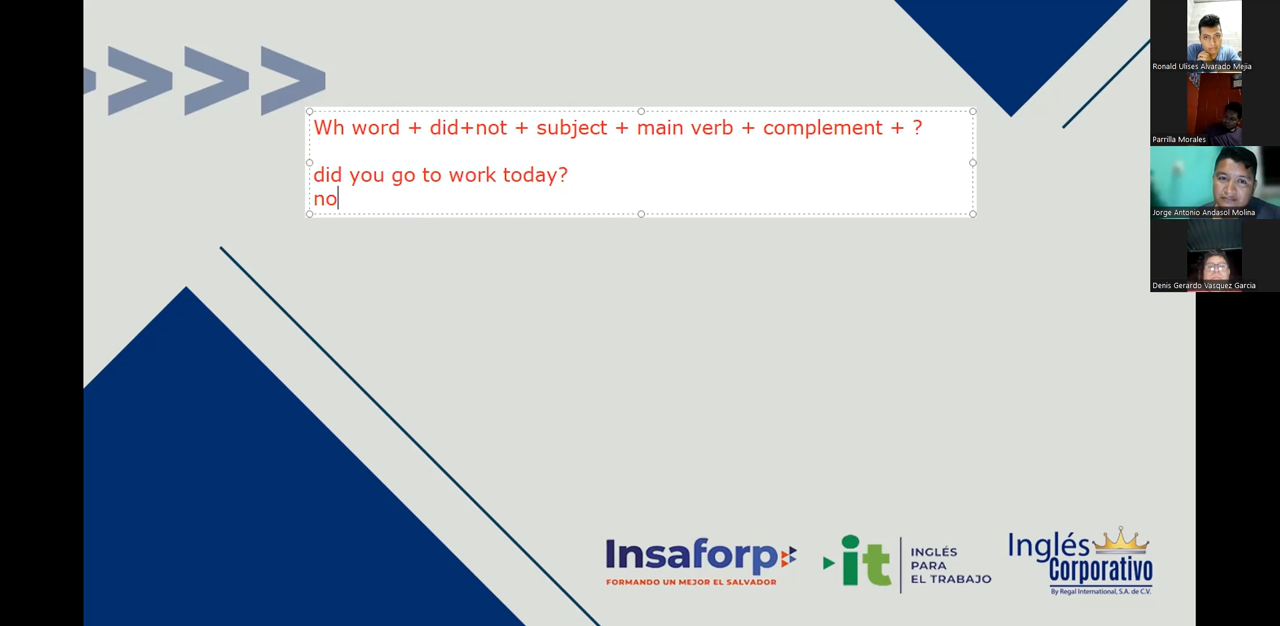 Wh word + did+not + subject + main verb + complement + ?
did you go to work today?
no
Ronald Ulises Alvarado Mejia
Parrilla Morales
Jorge Antonio Andasol Molina
Denis Gerardo Vasquez Garcia
Insaforp
FORMANDO UN MEJOR EL SALVADOR
it
INGLÉS
PARA
EL TRABAJO
Inglés
Corporativo
By Regal International, S.A. de C.V.